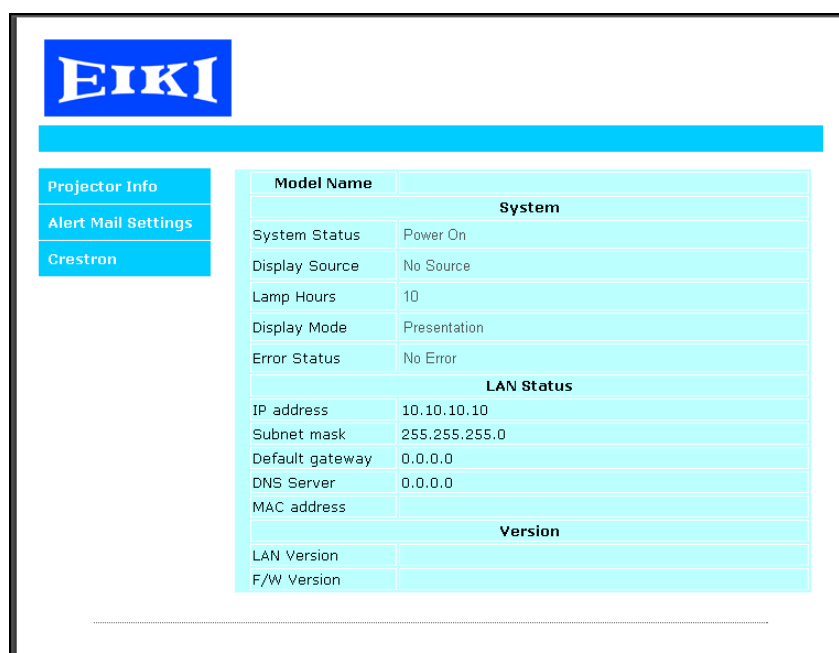 EIKI
Projector Info
Alert Mail Settings
Crestron
Model Name
System
System Status Power On
Display Source No Source
Lamp Hours 10
Display Mode Presentation
Error Status No Error
LAN Status
IP address 10.10.10.10
Subnet mask 255.255.255.0
Default gateway 0.0.0.0
DNS Server 0.0.0.0
MAC address
Version
LAN Version
F/W Version